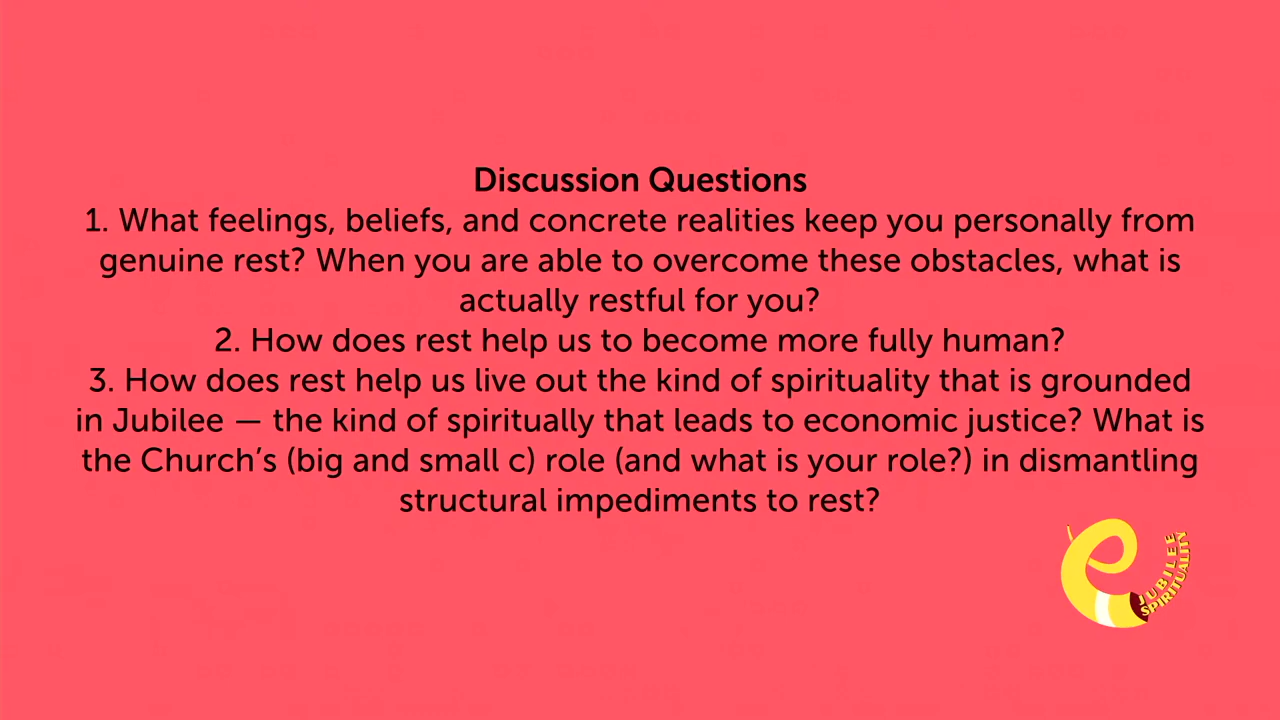 Discussion Questions
1. What feelings, beliefs, and concrete realities keep you personally from
genuine rest? When you are able to overcome these obstacles, what is
actually restful for you?
2. How does rest help us to become more fully human?
3. How does rest help us live out the kind of spirituality that is grounded
in Jubilee — the kind of spiritually that leads to economic justice? What is
the Church's (big and small c) role (and what is your role?) in dismantling
structural impediments to rest?
JUBILEE
SPIRITUALITY